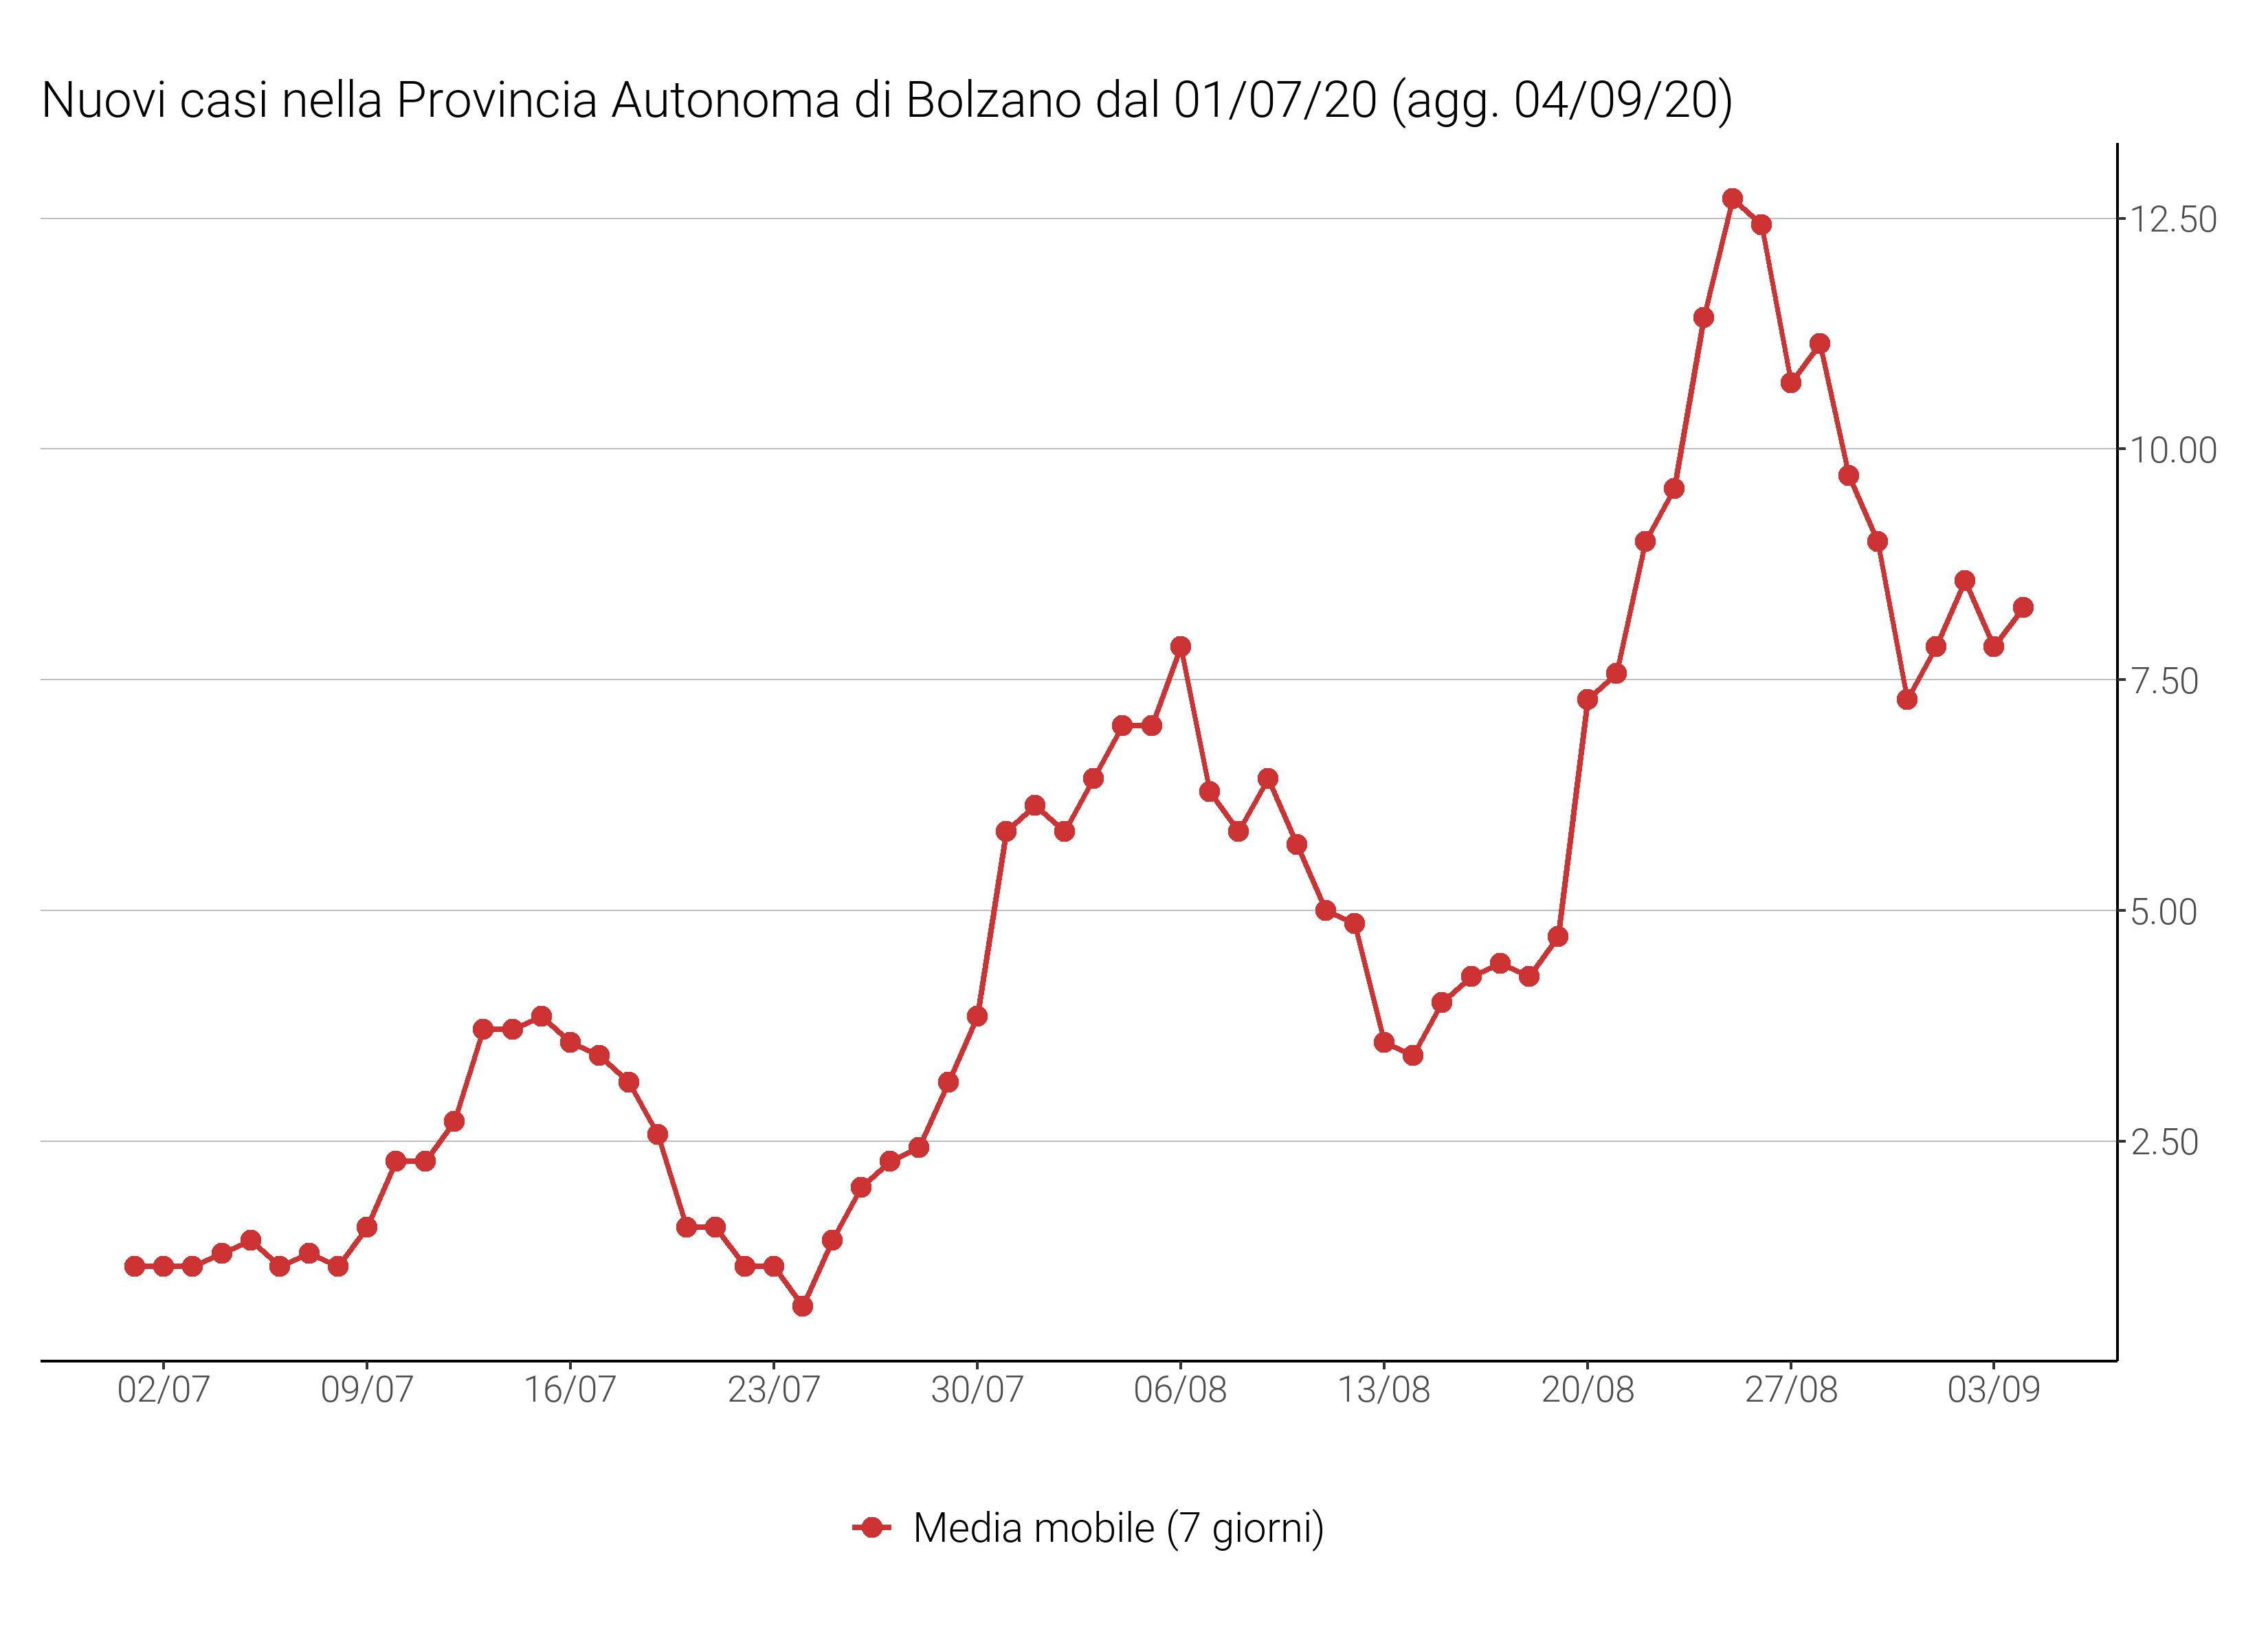 Nuovi casi nella Provincia Autonoma di Bolzano dal 01/07/20 (agg. 04/09/20)
12.50
10.00
7.50
5.00
2.50
02/07 09/07 16/07 23/07 30/07 06/08 13/08 20/08 27/08 03/09
Media mobile (7 giorni)